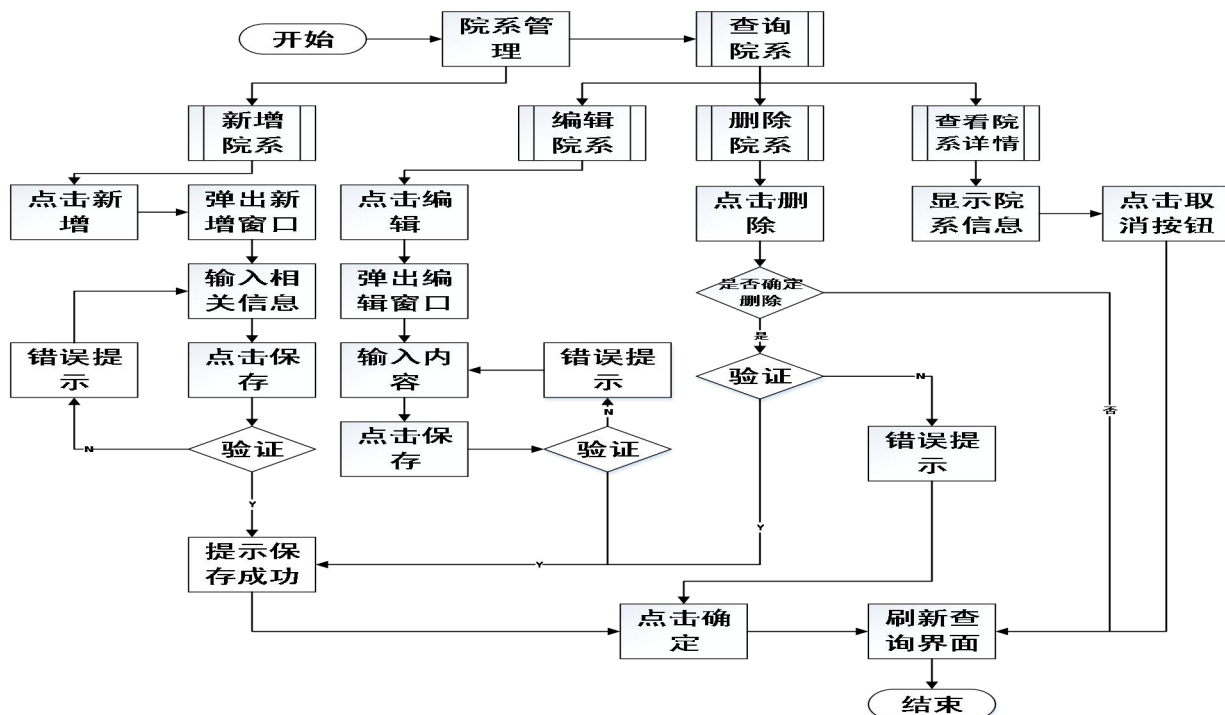 开始
院系管
理
查询
院系
新增
院系
编辑
院系
删除
院系
查看院
系详情
点击新
增
弹出新
增窗口
点击编
辑
点击删
除
显示院
系信息
点击取
消按钮
输入相
关信息
弹出编
辑窗口
是否确定
删除
是
错误提
示
点击保
存
输入内
容
错误提
示
验证
N
否
N
验证
N
点击保
存
验证
错误提
示
Y
Y
Y
提示保
存成功
点击确
定
刷新查
询界面
结束